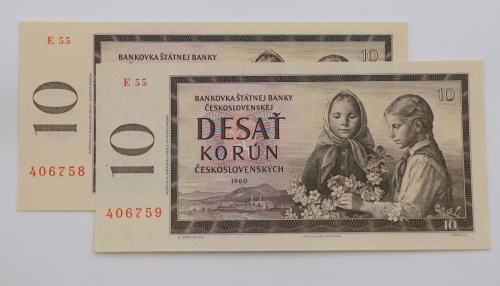 E 55
BANKOVKA ŠTÁTNEJ BANKY
10
10
406758
E 55
BANKOVKA ŠTÁTNEJ BANKY
ČESKOSLOVENSKEJ
10
DESAŤ
KORÚN
ČESKOSLOVENSKÝCH
1960
10
406759
10